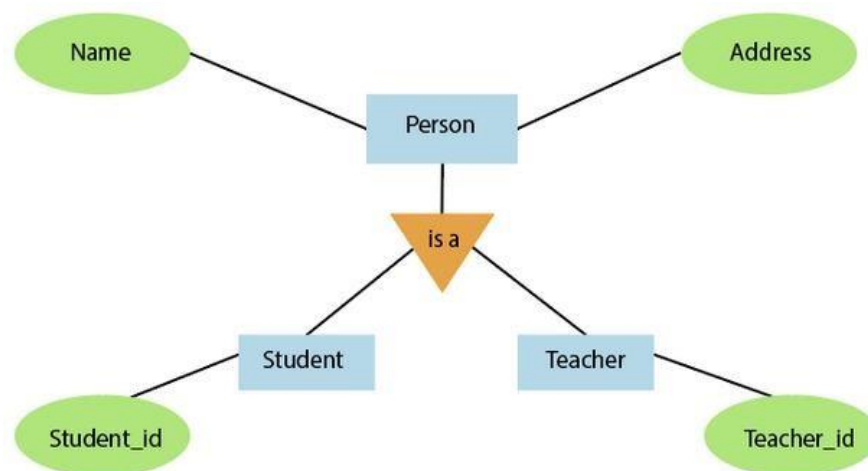 Name
Address
Person
is a
Student
Teacher
Student_id
Teacher_id